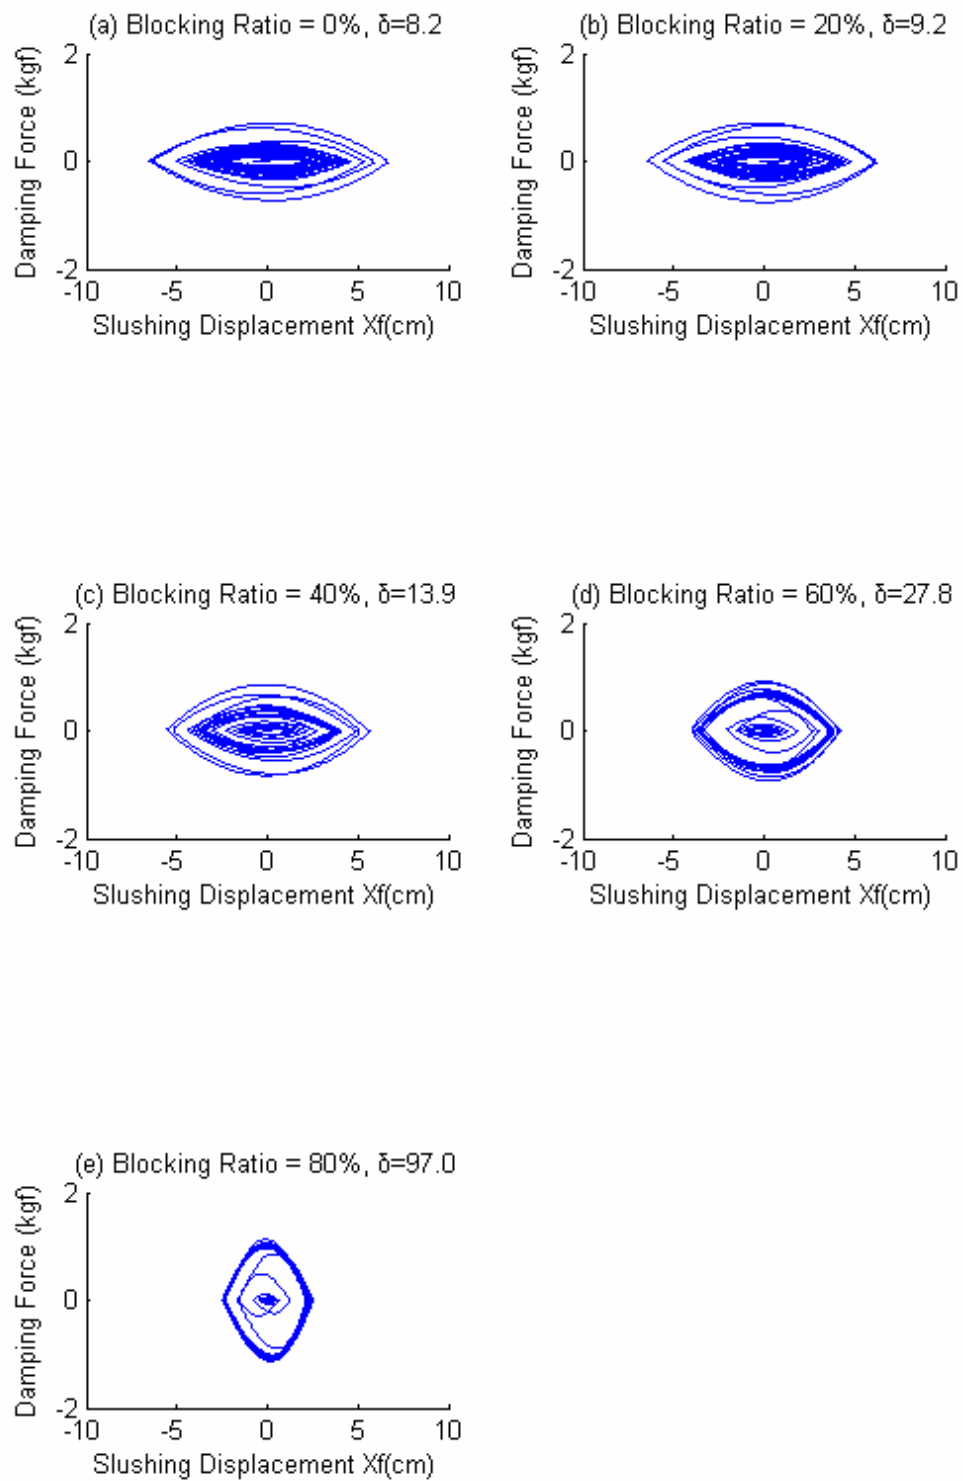 (a) Blocking Ratio = 0%, δ=8.2
(b) Blocking Ratio = 20%, δ=9.2
Damping Force (kgf)
2
0
-2
-10
-5
0
5
10
Slushing Displacement Xf(cm)
Damping Force (kgf)
2
0
-2
-10
-5
0
5
10
Slushing Displacement Xf(cm)
(c) Blocking Ratio = 40%, δ=13.9
(d) Blocking Ratio = 60%, δ=27.8
Damping Force (kgf)
2
0
-2
-10
-5
0
5
10
Slushing Displacement Xf(cm)
Damping Force (kgf)
2
0
-2
-10
-5
0
5
10
Slushing Displacement Xf(cm)
(e) Blocking Ratio = 80%, δ=97.0
Damping Force (kgf)
2
0
-2
-10
-5
0
5
10
Slushing Displacement Xf(cm)